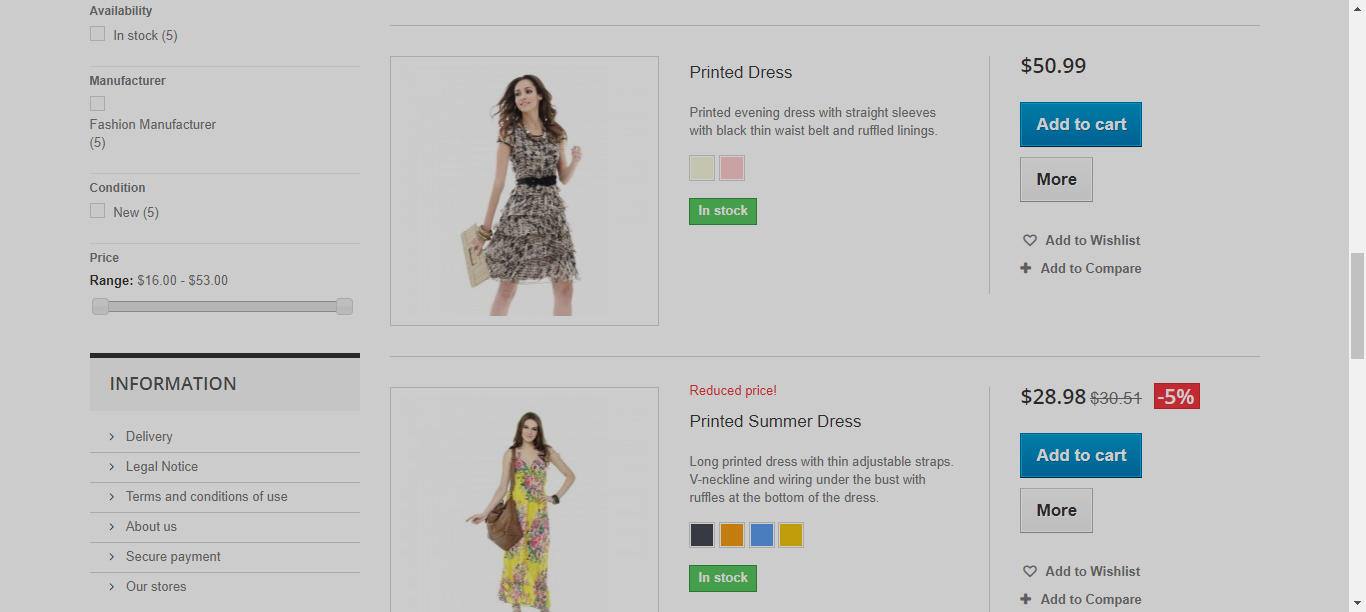 Availability
In stock (5)
Manufacturer
Fashion Manufacturer
(5)
Condition
New (5)
Price
Range: $16.00 - $53.00
INFORMATION
Delivery
Legal Notice
Terms and conditions of use
About us
Secure payment
Our stores
Printed Dress
Printed evening dress with straight sleeves
with black thin waist belt and ruffled linings.
In stock
$50.99
Add to cart
More
Add to Wishlist
Add to Compare
Reduced price!
Printed Summer Dress
Long printed dress with thin adjustable straps.
V-neckline and wiring under the bust with
ruffles at the bottom of the dress.
In stock
$28.98 $30.51 -5%
Add to cart
More
Add to Wishlist
Add to Compare